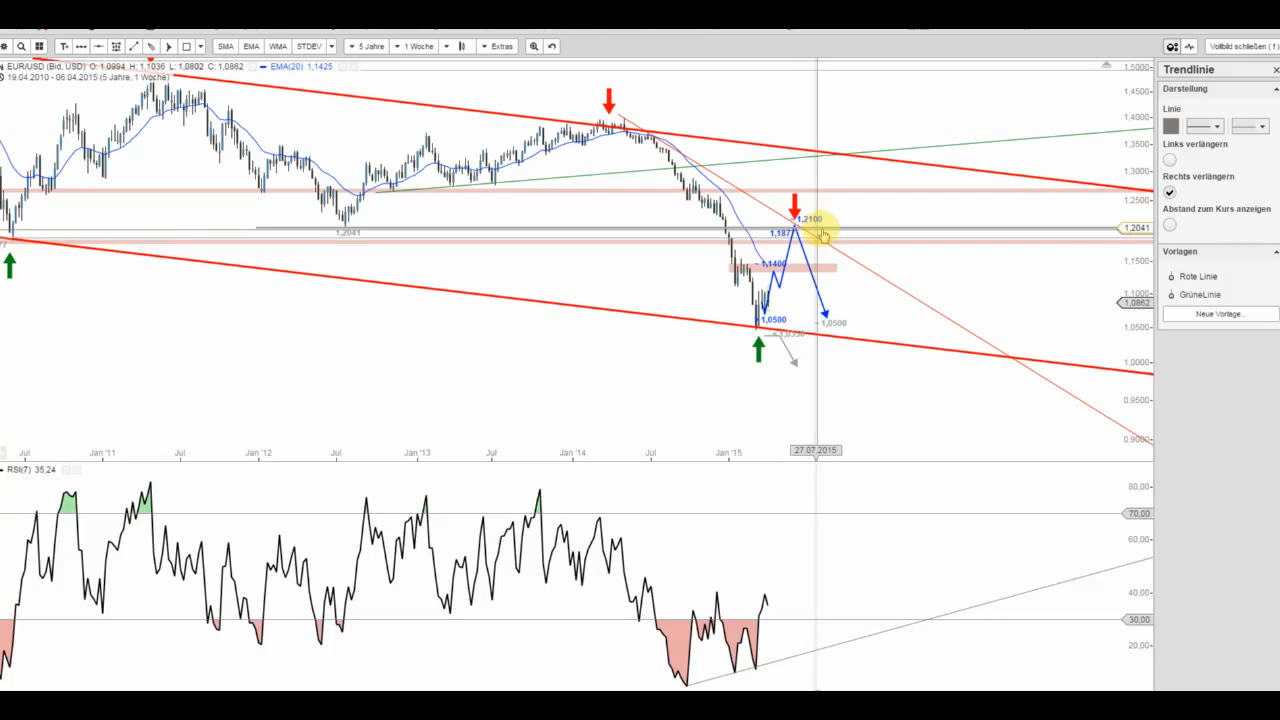 T+ SMA EMA WMA STDEV 5 Jahre 1 Woche Extras Vollbild schließen ( f )
EUR/USD (Bid, USD) O: 1,0994 H: 1,1036 L: 1,0802 C: 1,0862 EMA(20) 1,1425
19.04.2010 - 06.04.2015 (5 Jahre, 1 Woche)
1,5000
1,4500
1,4000
1,3500
1,3000
1,2500
1,2041
1,1500
1,1000
1,0862
1,0500
1,0000
0,9500
0,9000
1,2100
1,2041
1,187
~ 1,1400
1,0500
1,0500
Jul Jan '11 Jul Jan '12 Jul Jan '13 Jul Jan '14 Jul Jan '15 27.07.2015
RSI(7) 35,24
80,00
70,00
60,00
40,00
30,00
20,00
Trendlinie
Darstellung
Linie
Links verlängern
Rechts verlängern
Abstand zum Kurs anzeigen
Vorlagen
Rote Linie
GrüneLinie
Neue Vorlage...